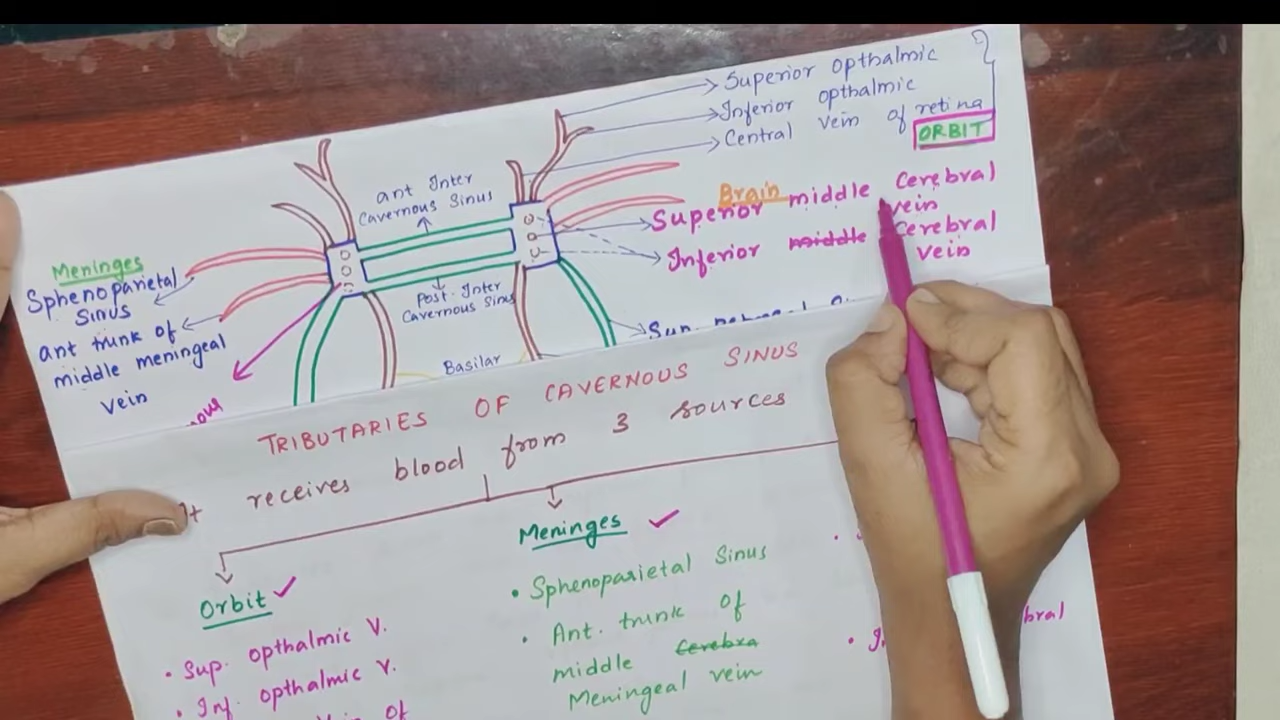 Superior opthalmic
Inferior opthalmic
Central vein of retina
ORBIT
Brain
Superior middle Cerebral
vein
Inferior middle Cerebral
vein
ant Inter
Cavernous Sinus
Post. Inter
Cavernous Sinus
Meninges
Sphenoparietal
Sinus
ant trunk of
middle meningeal
vein
Basilar
TRIBUTARIES OF CAVERNOUS SINUS
It receives blood from 3 sources
Orbit
• Sup. opthalmic V.
• Inf. opthalmic V.
of
Meninges
• Sphenoparietal Sinus
• Ant. trunk of
middle Cerebra
Meningeal vein